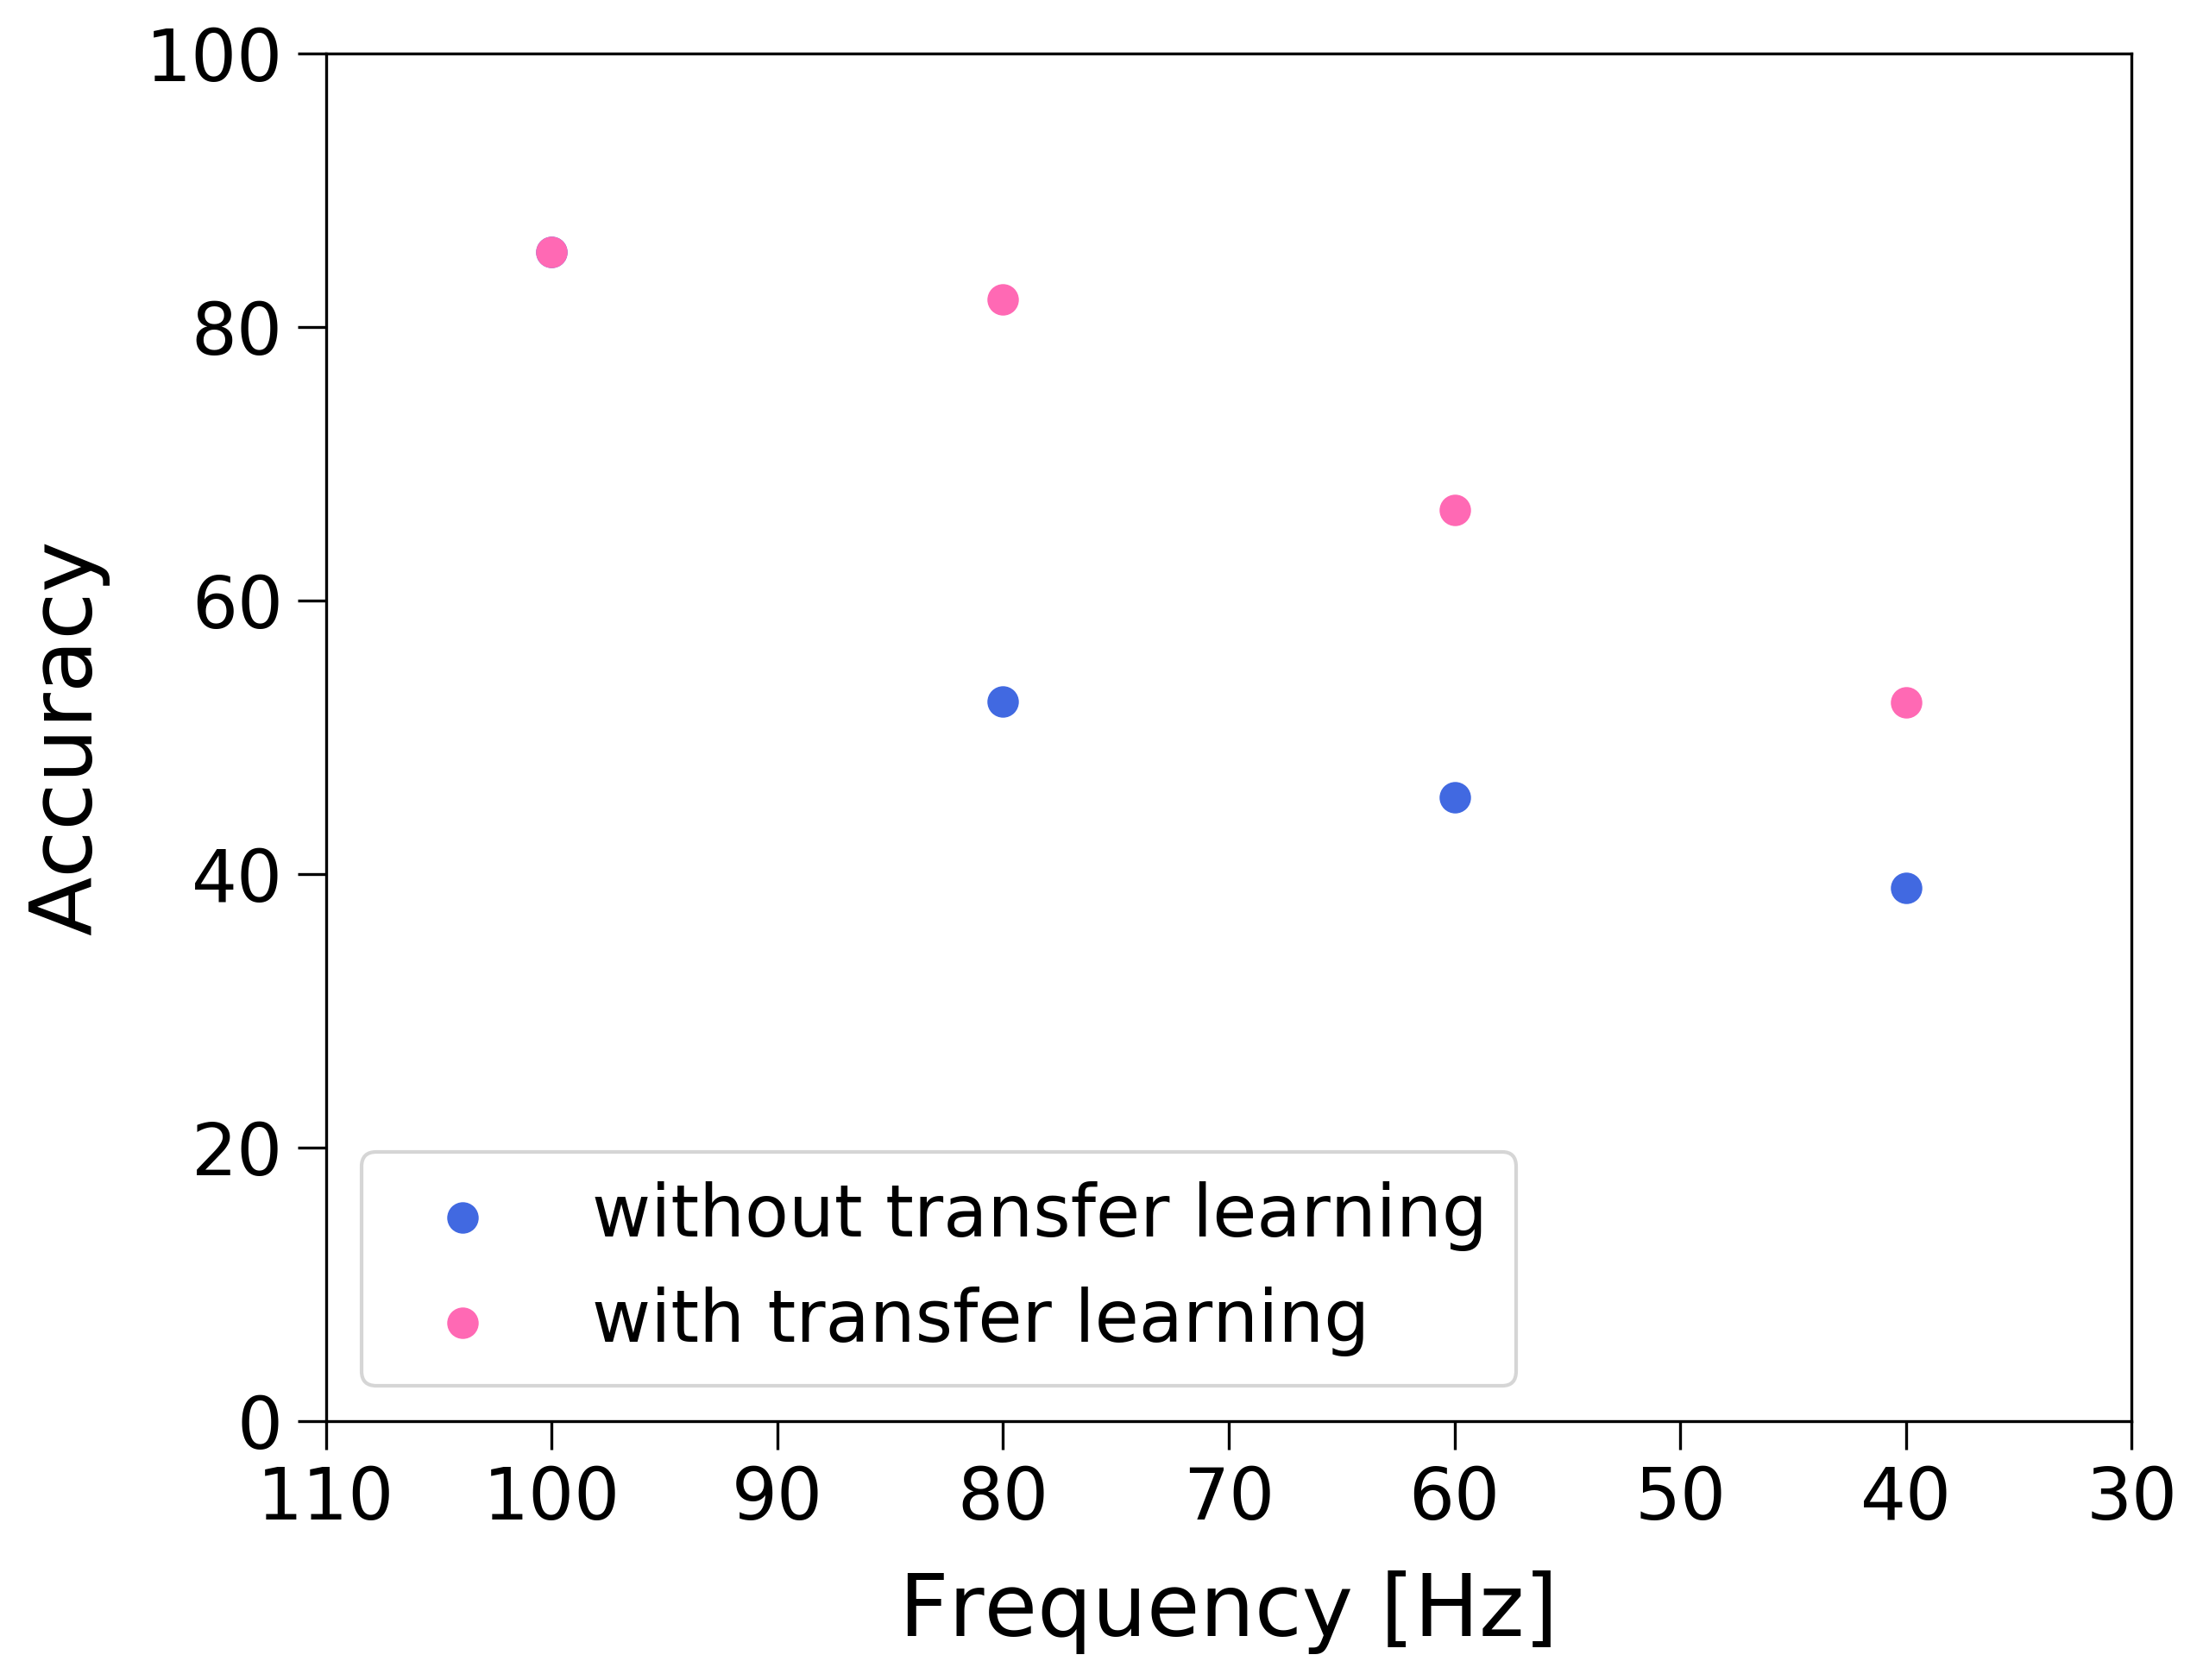 100
80
60
40
20
0
Accuracy
without transfer learning
with transfer learning
110 100 90 80 70 60 50 40 30
Frequency [Hz]